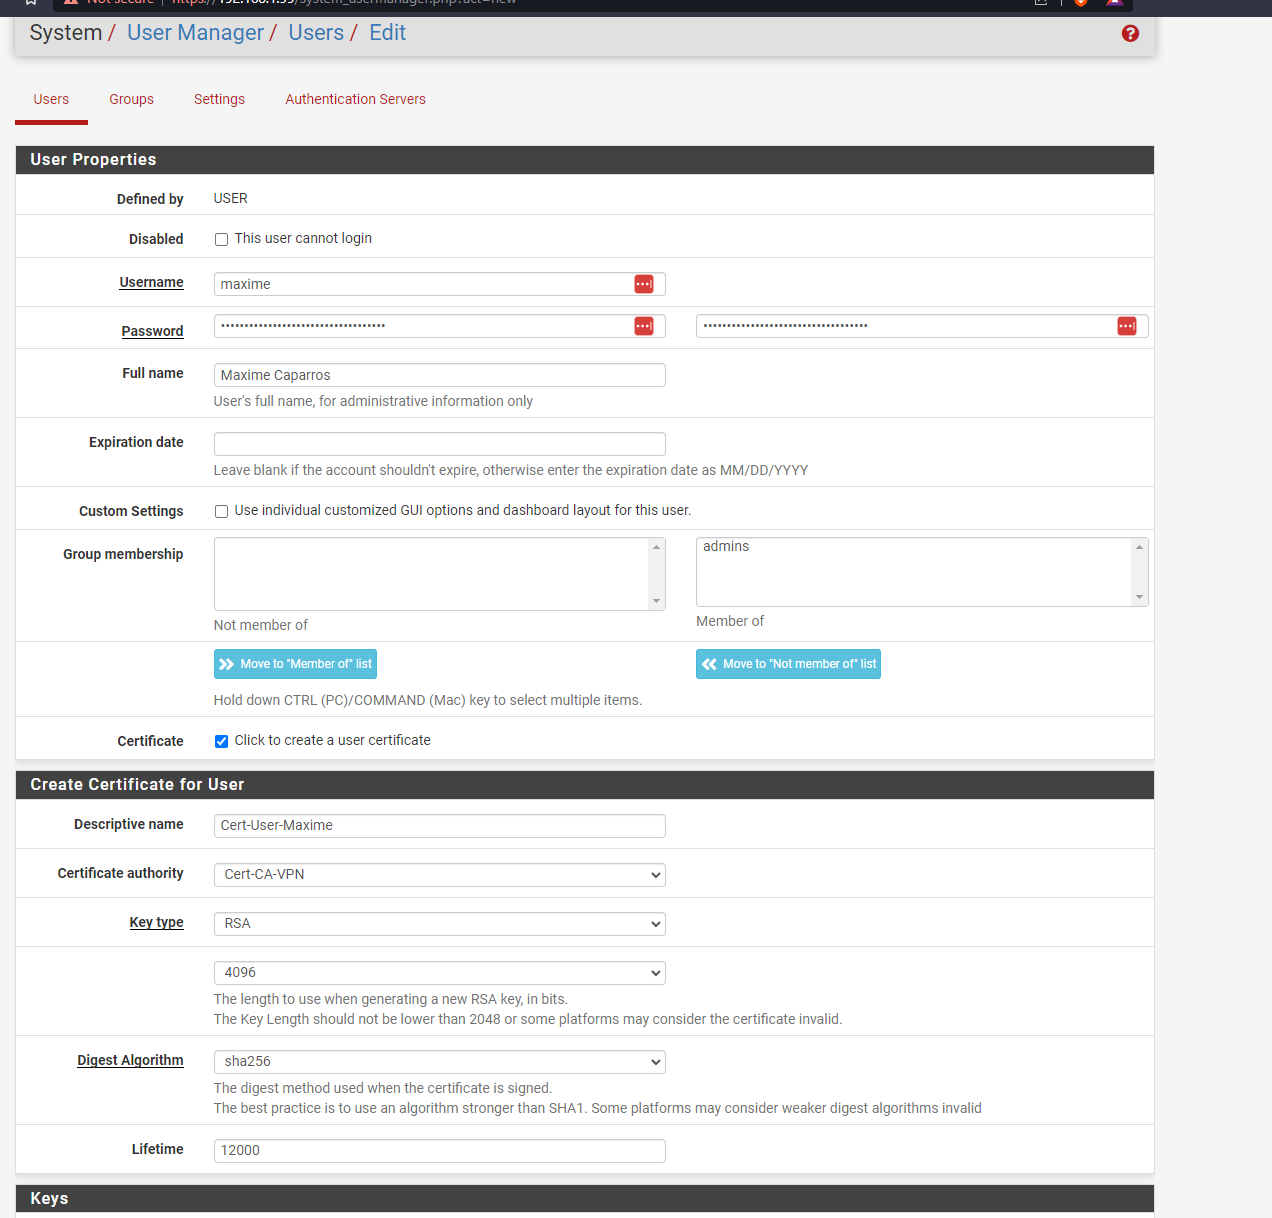 Not secure
System / User Manager / Users / Edit
Users Groups Settings Authentication Servers
User Properties
Defined by USER
Disabled This user cannot login
Username maxime
Password ••••••••••••••••••••••••••••••••••• •••••••••••••••••••••••••••••••••••
Full name Maxime Caparros
User's full name, for administrative information only
Expiration date
Leave blank if the account shouldn't expire, otherwise enter the expiration date as MM/DD/YYYY
Custom Settings Use individual customized GUI options and dashboard layout for this user.
Group membership admins
Not member of Member of
Move to "Member of" list Move to "Not member of" list
Hold down CTRL (PC)/COMMAND (Mac) key to select multiple items.
Certificate Click to create a user certificate
Create Certificate for User
Descriptive name Cert-User-Maxime
Certificate authority Cert-CA-VPN
Key type RSA
4096
The length to use when generating a new RSA key, in bits.
The Key Length should not be lower than 2048 or some platforms may consider the certificate invalid.
Digest Algorithm sha256
The digest method used when the certificate is signed.
The best practice is to use an algorithm stronger than SHA1. Some platforms may consider weaker digest algorithms invalid
Lifetime 12000
Keys